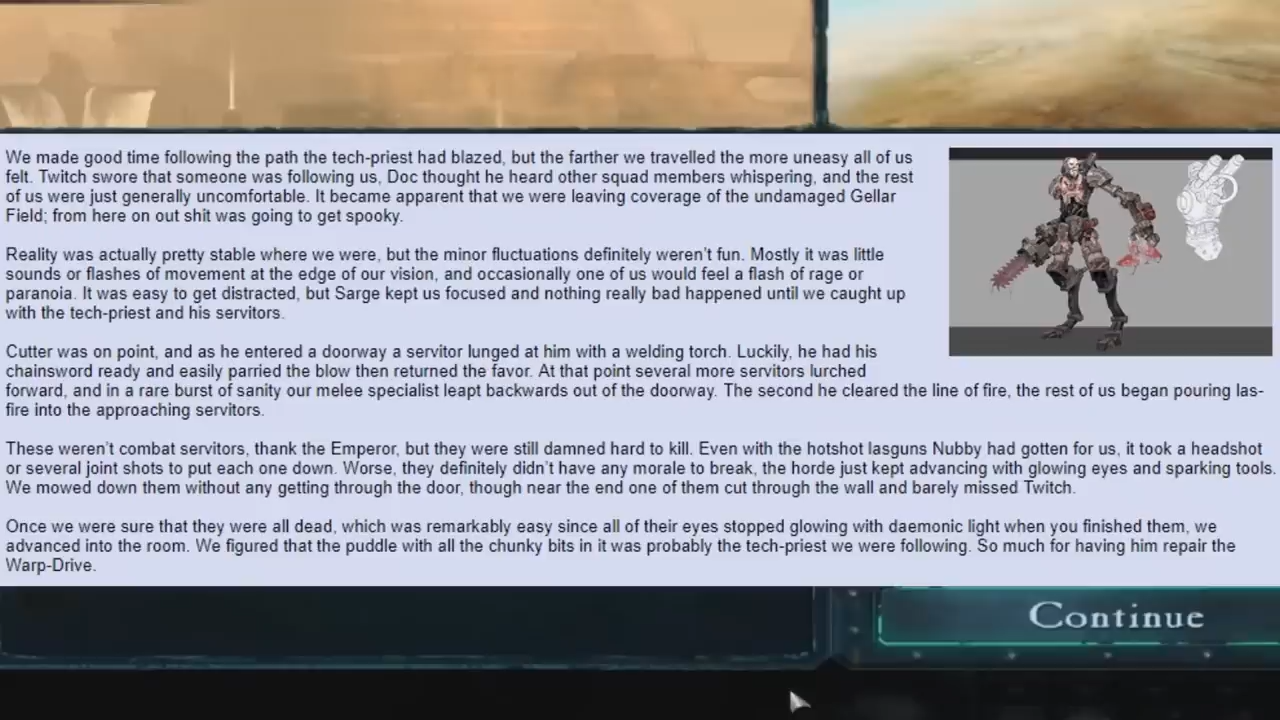 We made good time following the path the tech-priest had blazed, but the farther we travelled the more uneasy all of us
felt. Twitch swore that someone was following us, Doc thought he heard other squad members whispering, and the rest
of us were just generally uncomfortable. It became apparent that we were leaving coverage of the undamaged Gellar
Field; from here on out shit was going to get spooky.
Reality was actually pretty stable where we were, but the minor fluctuations definitely weren't fun. Mostly it was little
sounds or flashes of movement at the edge of our vision, and occasionally one of us would feel a flash of rage or
paranoia. It was easy to get distracted, but Sarge kept us focused and nothing really bad happened until we caught up
with the tech-priest and his servitors.
Cutter was on point, and as he entered a doorway a servitor lunged at him with a welding torch. Luckily, he had his
chainsword ready and easily parried the blow then returned the favor. At that point several more servitors lurched
forward, and in a rare burst of sanity our melee specialist leapt backwards out of the doorway. The second he cleared the line of fire, the rest of us began pouring las-
fire into the approaching servitors.
These weren't combat servitors, thank the Emperor, but they were still damned hard to kill. Even with the hotshot lasguns Nubby had gotten for us, it took a headshot
or several joint shots to put each one down. Worse, they definitely didn't have any morale to break, the horde just kept advancing with glowing eyes and sparking tools.
We mowed down them without any getting through the door, though near the end one of them cut through the wall and barely missed Twitch.
Once we were sure that they were all dead, which was remarkably easy since all of their eyes stopped glowing with daemonic light when you finished them, we
advanced into the room. We figured that the puddle with all the chunky bits in it was probably the tech-priest we were following. So much for having him repair the
Warp-Drive.
Continue